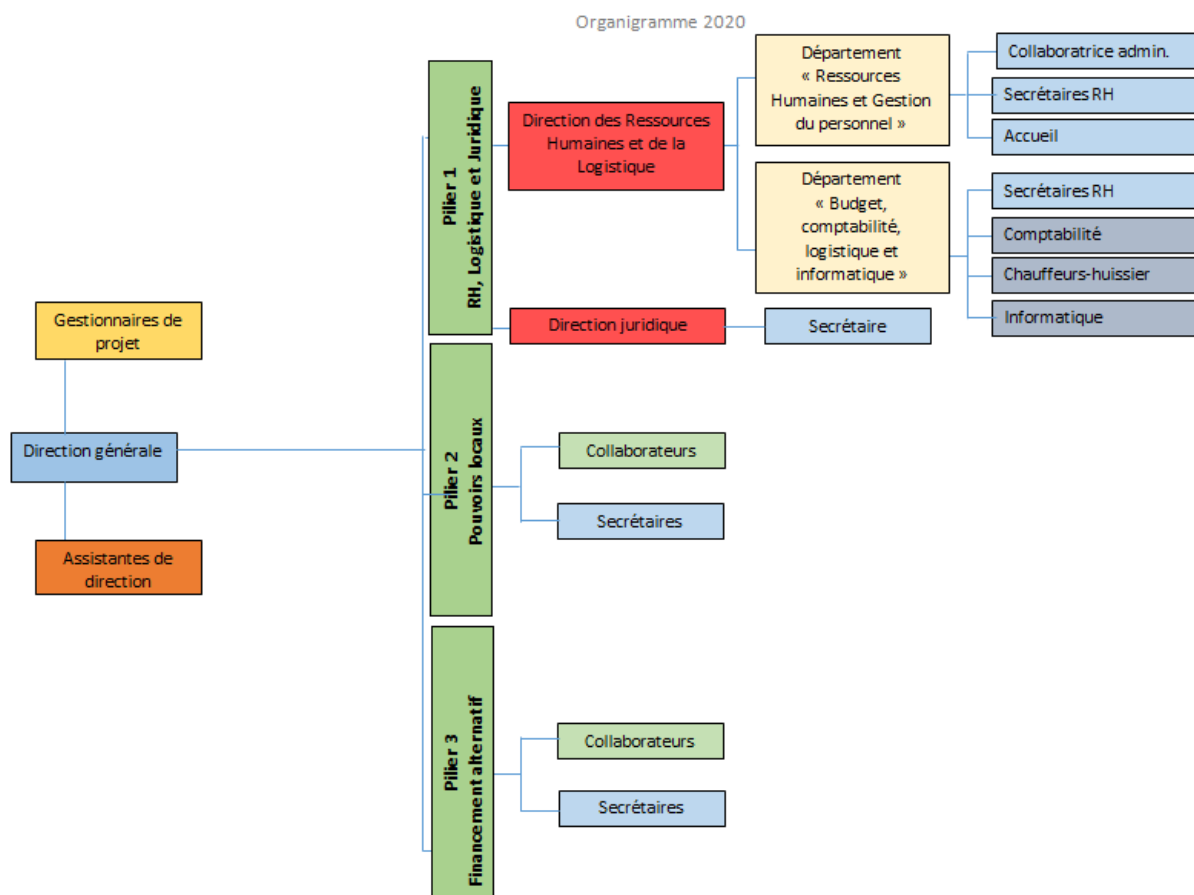 Organigramme 2020
Gestionnaires de
projet
Direction générale
Assistantes de
direction
Pilier 1
RH, Logistique et Juridique
Direction des Ressources
Humaines et de la
Logistique
Département
« Ressources
Humaines et Gestion
du personnel »
Collaboratrice admin.
Secrétaires RH
Accueil
Département
« Budget,
comptabilité,
logistique et
informatique »
Secrétaires RH
Comptabilité
Chauffeurs-huissier
Informatique
Direction juridique
Secrétaire
Pilier 2
Pouvoirs locaux
Collaborateurs
Secrétaires
Pilier 3
Financement alternatif
Collaborateurs
Secrétaires